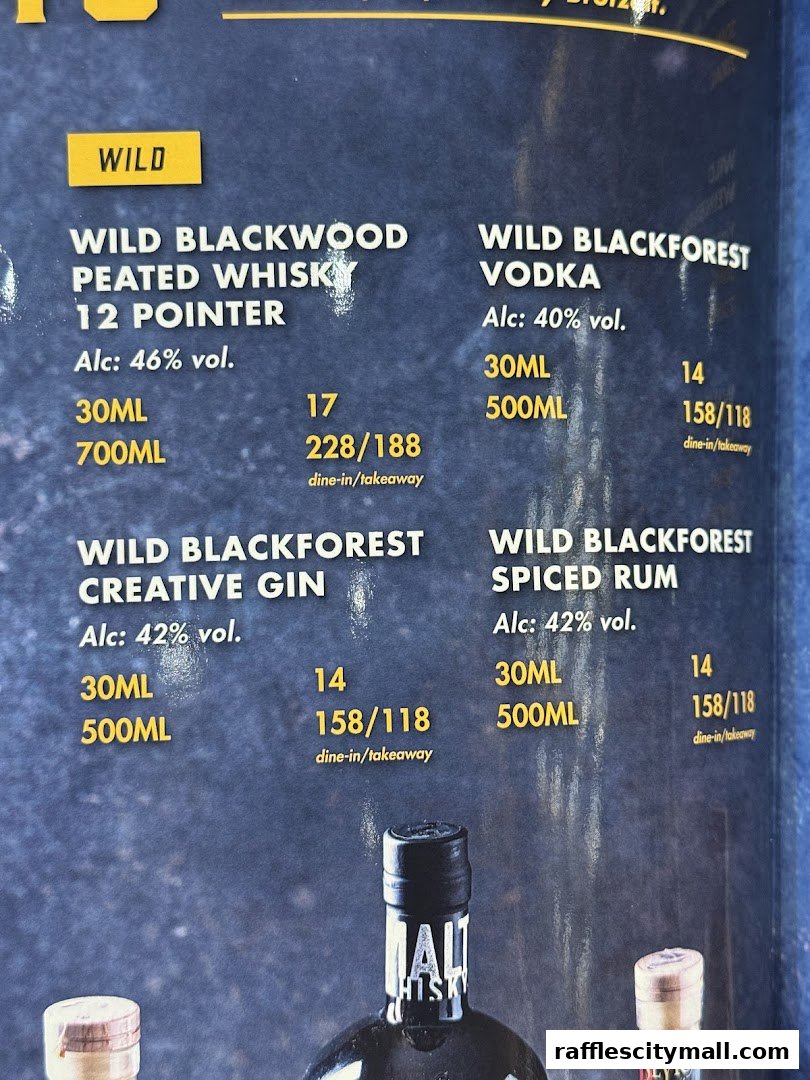 WILD
WILD BLACKWOOD
PEATED WHISKY
12 POINTER
Alc: 46% vol.
30ML 17
700ML 228/188
dine-in/takeaway
WILD BLACKFOREST
VODKA
Alc: 40% vol.
30ML 14
500ML 158/118
dine-in/takeaway
WILD BLACKFOREST
CREATIVE GIN
Alc: 42% vol.
30ML 14
500ML 158/118
dine-in/takeaway
WILD BLACKFOREST
SPICED RUM
Alc: 42% vol.
30ML 14
500ML 158/118
dine-in/takeaway
MALT
WHISKY
rafflescitymall.com